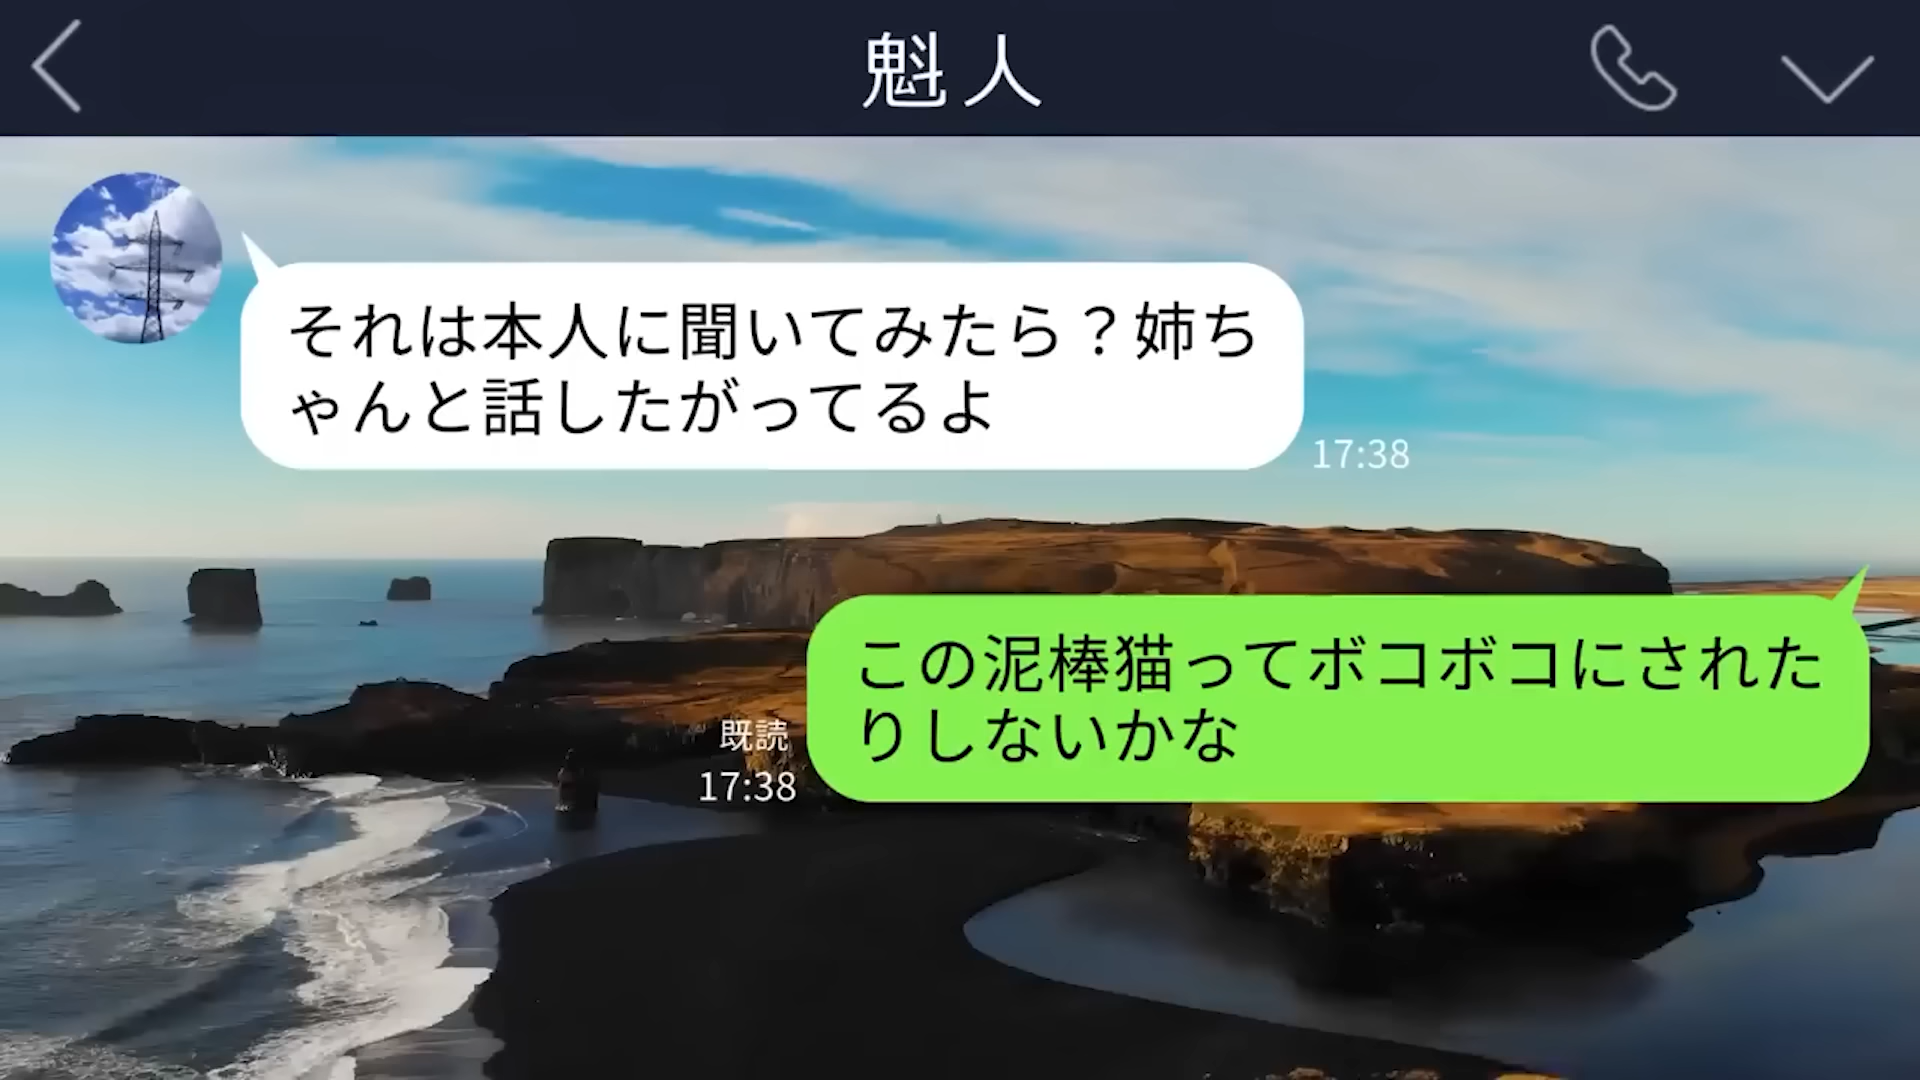 魁人
それは本人に聞いてみたら？姉ち
ゃんと話したがってるよ
17:38
この泥棒猫ってボコボコにされた
りしないかな
既読
17:38